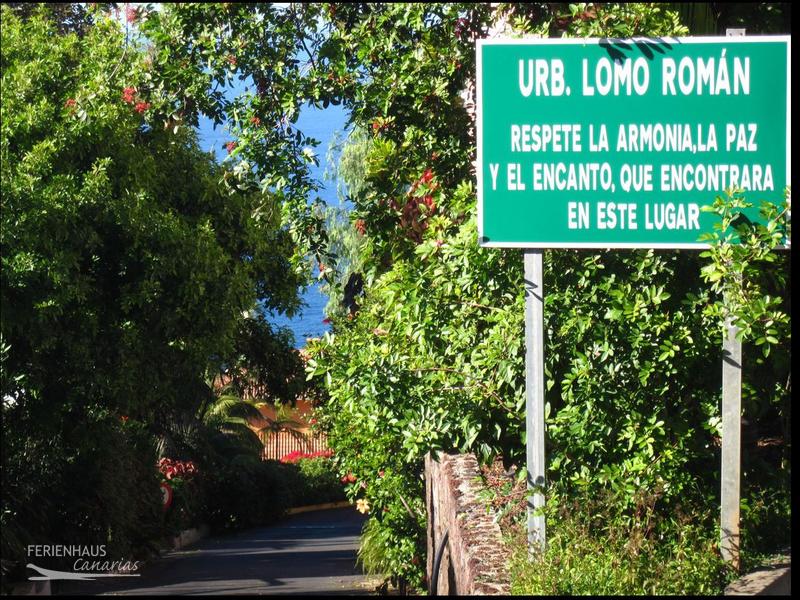 URB. LOMO ROMÁN
RESPETE LA ARMONIA,LA PAZ
Y EL ENCANTO, QUE ENCONTRARA
EN ESTE LUGAR
FERIENHAUS
Canarias